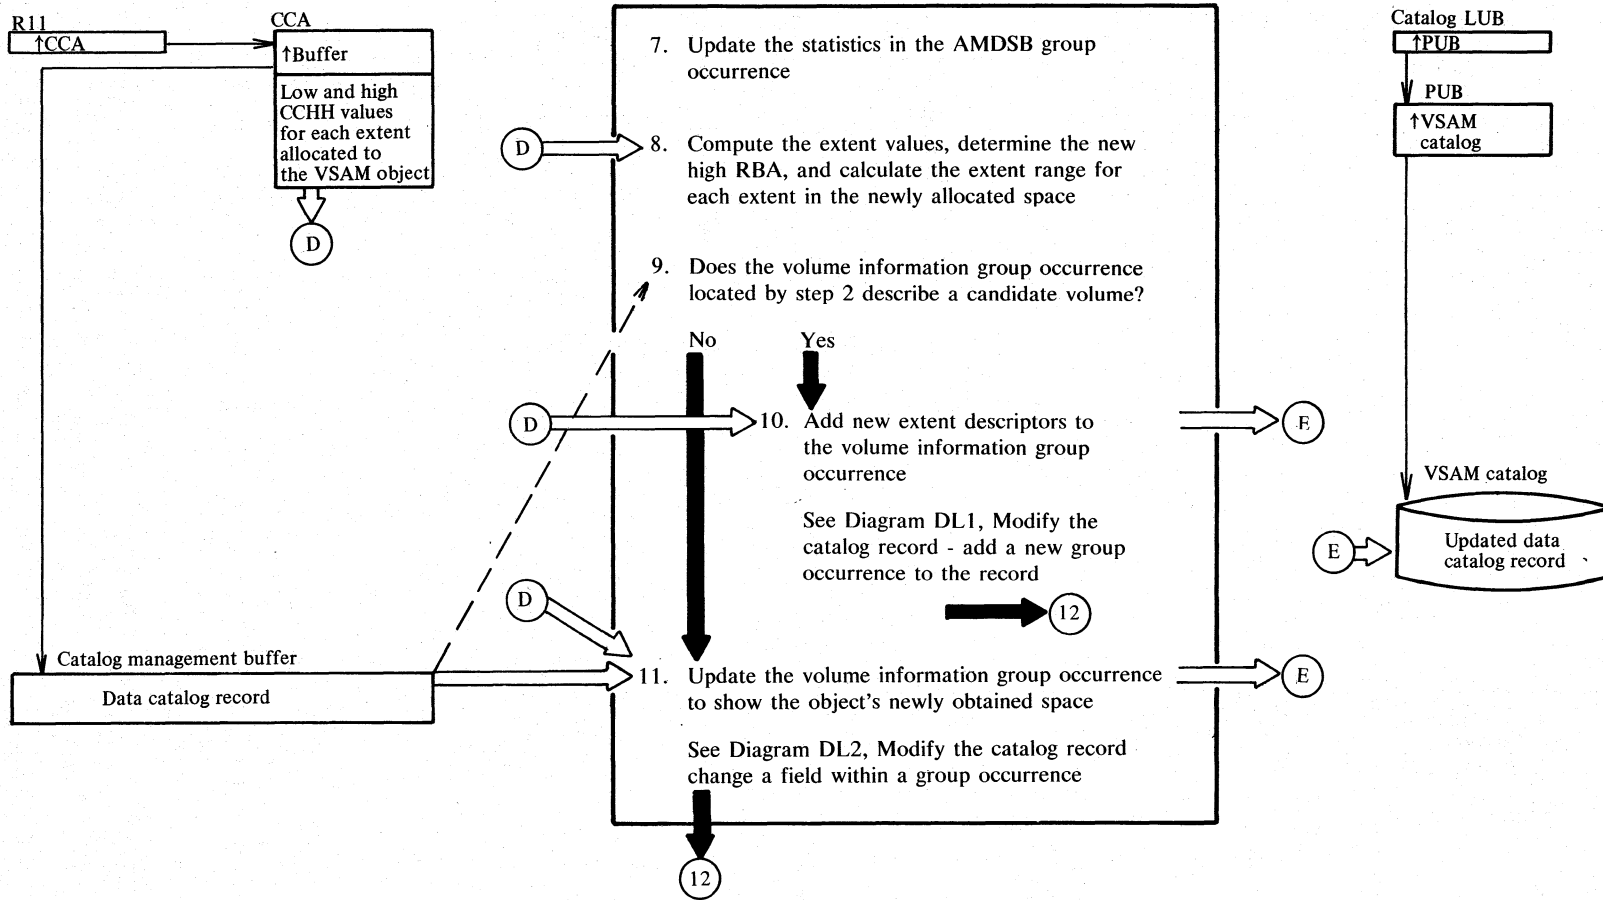 R11
↑CCA
CCA
↑Buffer
Low and high
CCHH values
for each extent
allocated to
the VSAM object
D
Catalog management buffer
Data catalog record
7. Update the statistics in the AMDSB group
occurrence
D
8. Compute the extent values, determine the new
high RBA, and calculate the extent range for
each extent in the newly allocated space
9. Does the volume information group occurrence
located by step 2 describe a candidate volume?
No
Yes
D
10. Add new extent descriptors to
the volume information group
occurrence
E
See Diagram DL1, Modify the
catalog record - add a new group
occurrence to the record
12
D
11. Update the volume information group occurrence
to show the object's newly obtained space
E
See Diagram DL2, Modify the catalog record
change a field within a group occurrence
12
Catalog LUB
↑PUB
PUB
↑VSAM
catalog
VSAM catalog
E
Updated data
catalog record